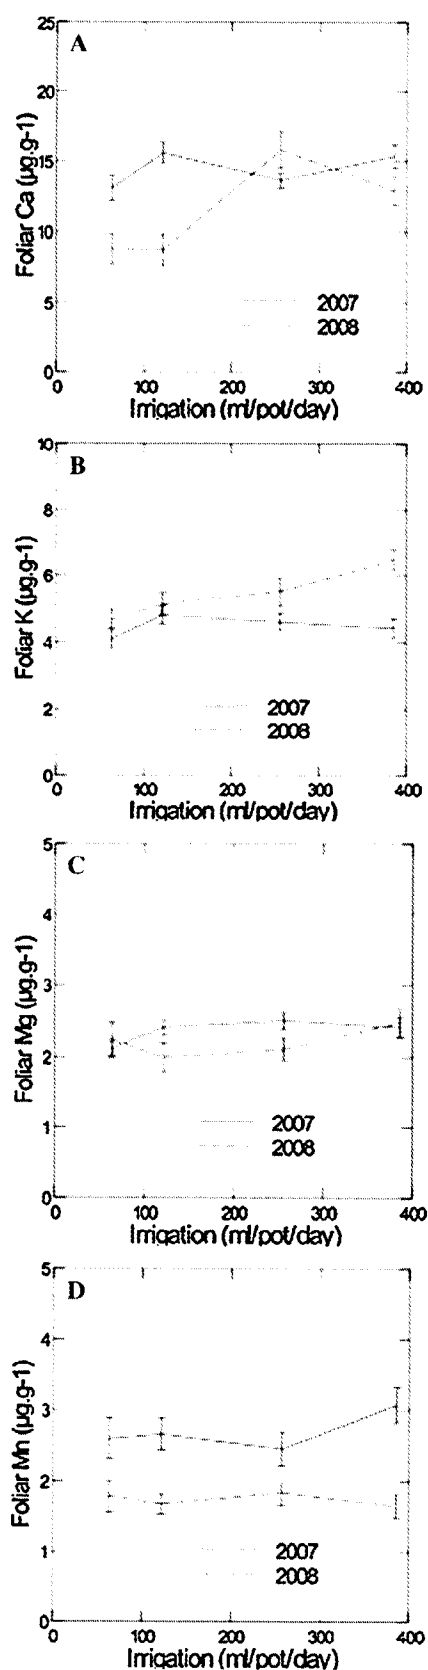 A
25
20
15
10
5
0
Foliar Ca (µg.g-1)
2007
2008
0 100 200 300 400
Irrigation (ml/pot/day)
B
10
8
6
4
2
0
Foliar K (µg.g-1)
2007
2008
0 100 200 300 400
Irrigation (ml/pot/day)
C
5
4
3
2
1
0
Foliar Mg (µg.g-1)
2007
2008
0 100 200 300 400
Irrigation (ml/pot/day)
D
5
4
3
2
1
0
Foliar Mn (µg.g-1)
2007
2008
0 100 200 300 400
Irrigation (ml/pot/day)